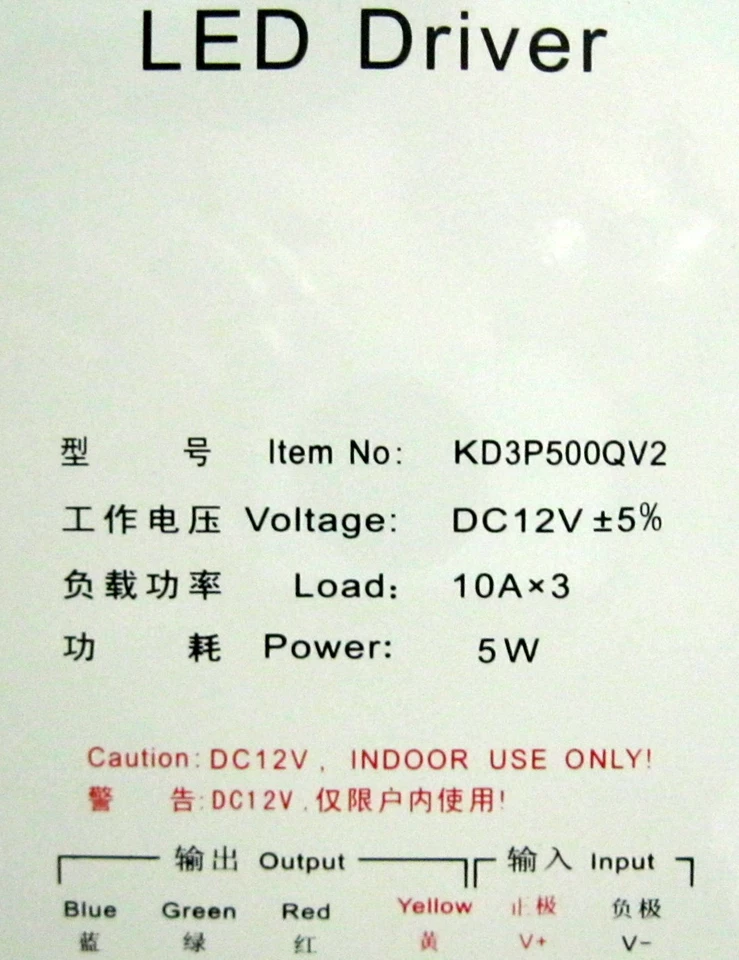 LED Driver
型 号 Item No: KD3P500QV2
工作电压 Voltage: DC12V ±5%
负载功率 Load: 10A×3
功 耗 Power: 5W
Caution: DC12V, INDOOR USE ONLY!
警 告: DC12V,仅限户内使用!
输出 Output 输入 Input
Blue Green Red Yellow 正极 负极
蓝 绿 红 黄 V+ V-